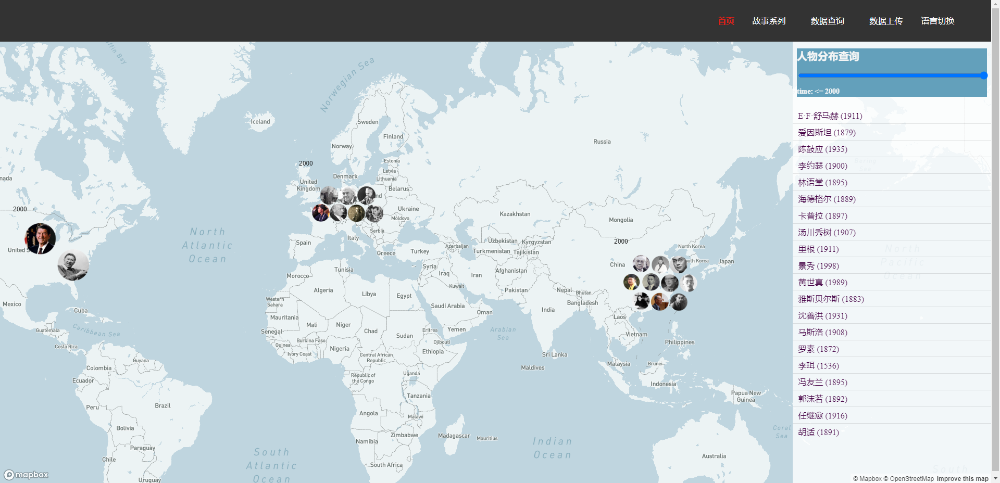 首页 故事系列 数据查询 数据上传 语言切换
人物分布查询
time: <= 2000
E·F·舒马赫 (1911)
爱因斯坦 (1879)
陈鼓应 (1935)
李约瑟 (1900)
林语堂 (1895)
海德格尔 (1889)
卡普拉 (1897)
汤川秀树 (1907)
里根 (1911)
景秀 (1998)
黄世真 (1989)
雅斯贝尔斯 (1883)
沈善洪 (1931)
马斯洛 (1908)
罗素 (1872)
李珥 (1536)
冯友兰 (1895)
郭沫若 (1892)
任继愈 (1916)
胡适 (1891)
Norwegian Sea
Iceland
Sweden
Finland
Norway
Russia
2000
Estonia
Latvia
Lithuania
Denmark
United
Kingdom
Belarus
2000
Ukraine
Moldova
Kazakhstan
Mongolia
North
Atlantic
Ocean
Serbia
Italy
Spain
Greece
Turkey
Azerbaijan
Uzbekistan
Kyrgyzstan
Turkmenistan
Tajikistan
2000
North Korea
South Korea
Japan
China
Syria
Iraq
Iran
Afghanistan
Tunisia
Morocco
Algeria
Libya
Egypt
Kuwait
Pakistan
Nepal
Bhutan
Bangladesh
Western
Sahara
Saudi Arabia
Oman
India
Mexico
Cuba
Caribbean Sea
Guatemala
Costa Rica
Mauritania
Mali
Niger
Chad
Sudan
Eritrea
Yemen
Arabian
Sea
Laos
Vietnam
Philippines
Senegal
Guinea
Burkina Faso
Ivory Coast
Nigeria
Central African
Republic
Djibouti
Ethiopia
Sri Lanka
Maldives
Malaysia
Brunei
Indonesia
Papua New
Guinea
Guyana
Colombia
Ecuador
Peru
Brazil
Bolivia
Paraguay
Chile
Uruguay
Republic of
the Congo
Uganda
Tanzania
Angola
Malawi
Zimbabwe
Namibia
Madagascar
Mauritius
South Africa
South
Atlantic
Ocean
Indian
Ocean
Australia
Coral
Sea
Bering
Sea
North
Pacific
Ocean
South
mapbox
© Mapbox © OpenStreetMap Improve this map